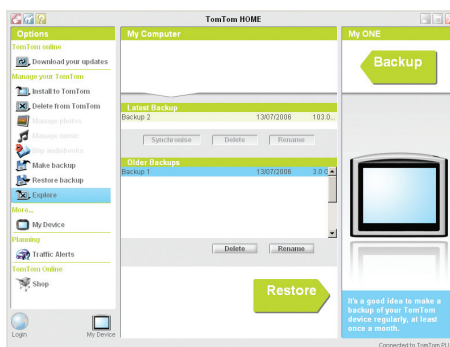 TomTom HOME
Options
TomTom online
Download your updates
Manage your TomTom
Install to TomTom
Delete from TomTom
Manage photos
Manage music
Make backup
Restore backup
Explore
More...
My Device
Planning
Traffic Alerts
TomTom Online
Shop
Login
My Device
My Computer
Latest Backup
Backup 2 13/07/2006 103.0...
Synchronise Delete Rename
Older Backups
Backup 1 13/07/2006
Delete Rename
Restore
My ONE
Backup
It's a good idea to make a
backup of your TomTom
device regularly, at least
once a month.
Connected to TomTom